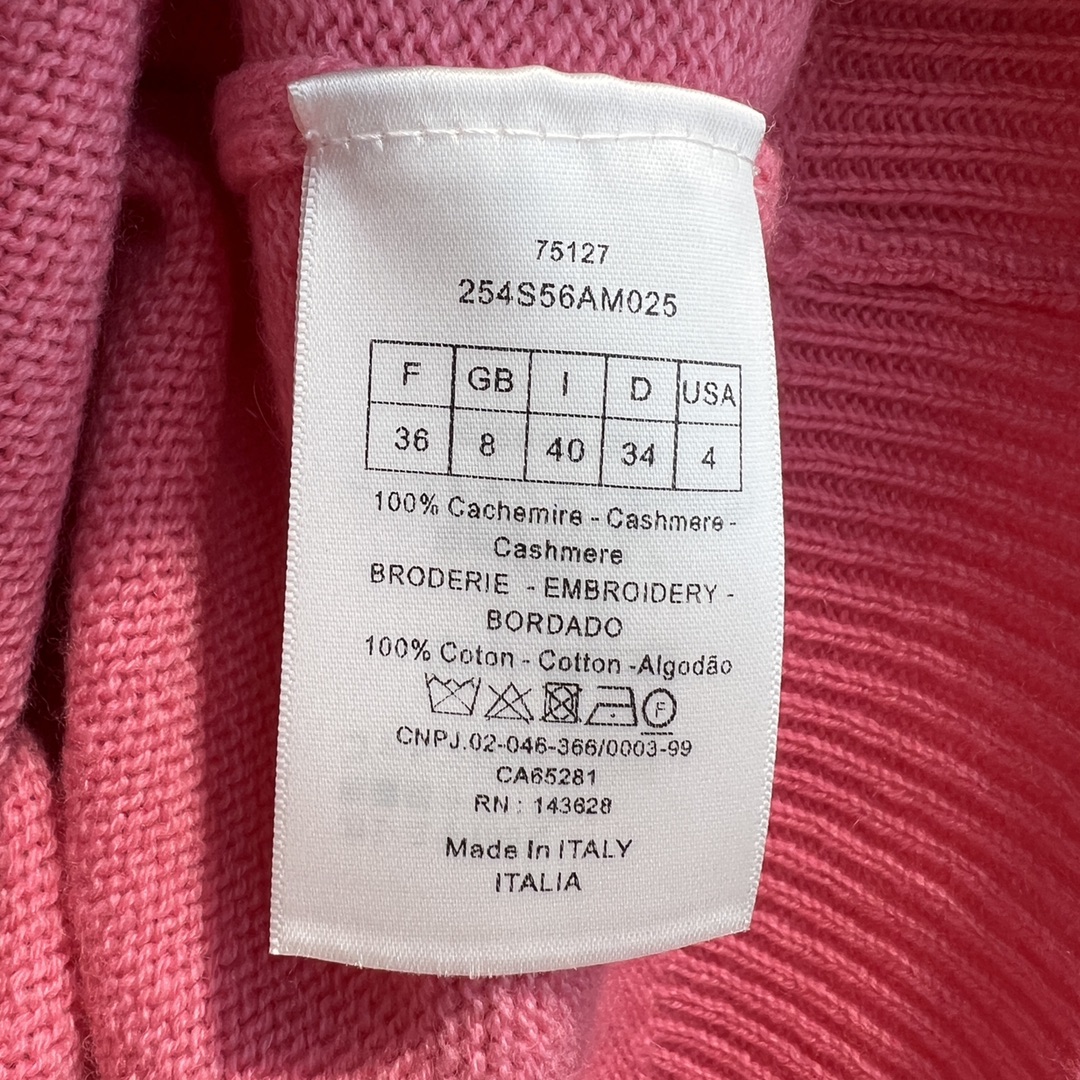 75127
254S56AM025
F GB I D USA
36 8 40 34 4
100% Cachemire - Cashmere -
Cashmere
BRODERIE - EMBROIDERY -
BORDADO
100% Coton - Cotton -Algodão
F
CNPJ.02-046-366/0003-99
CA65281
RN : 143628
Made In ITALY
ITALIA